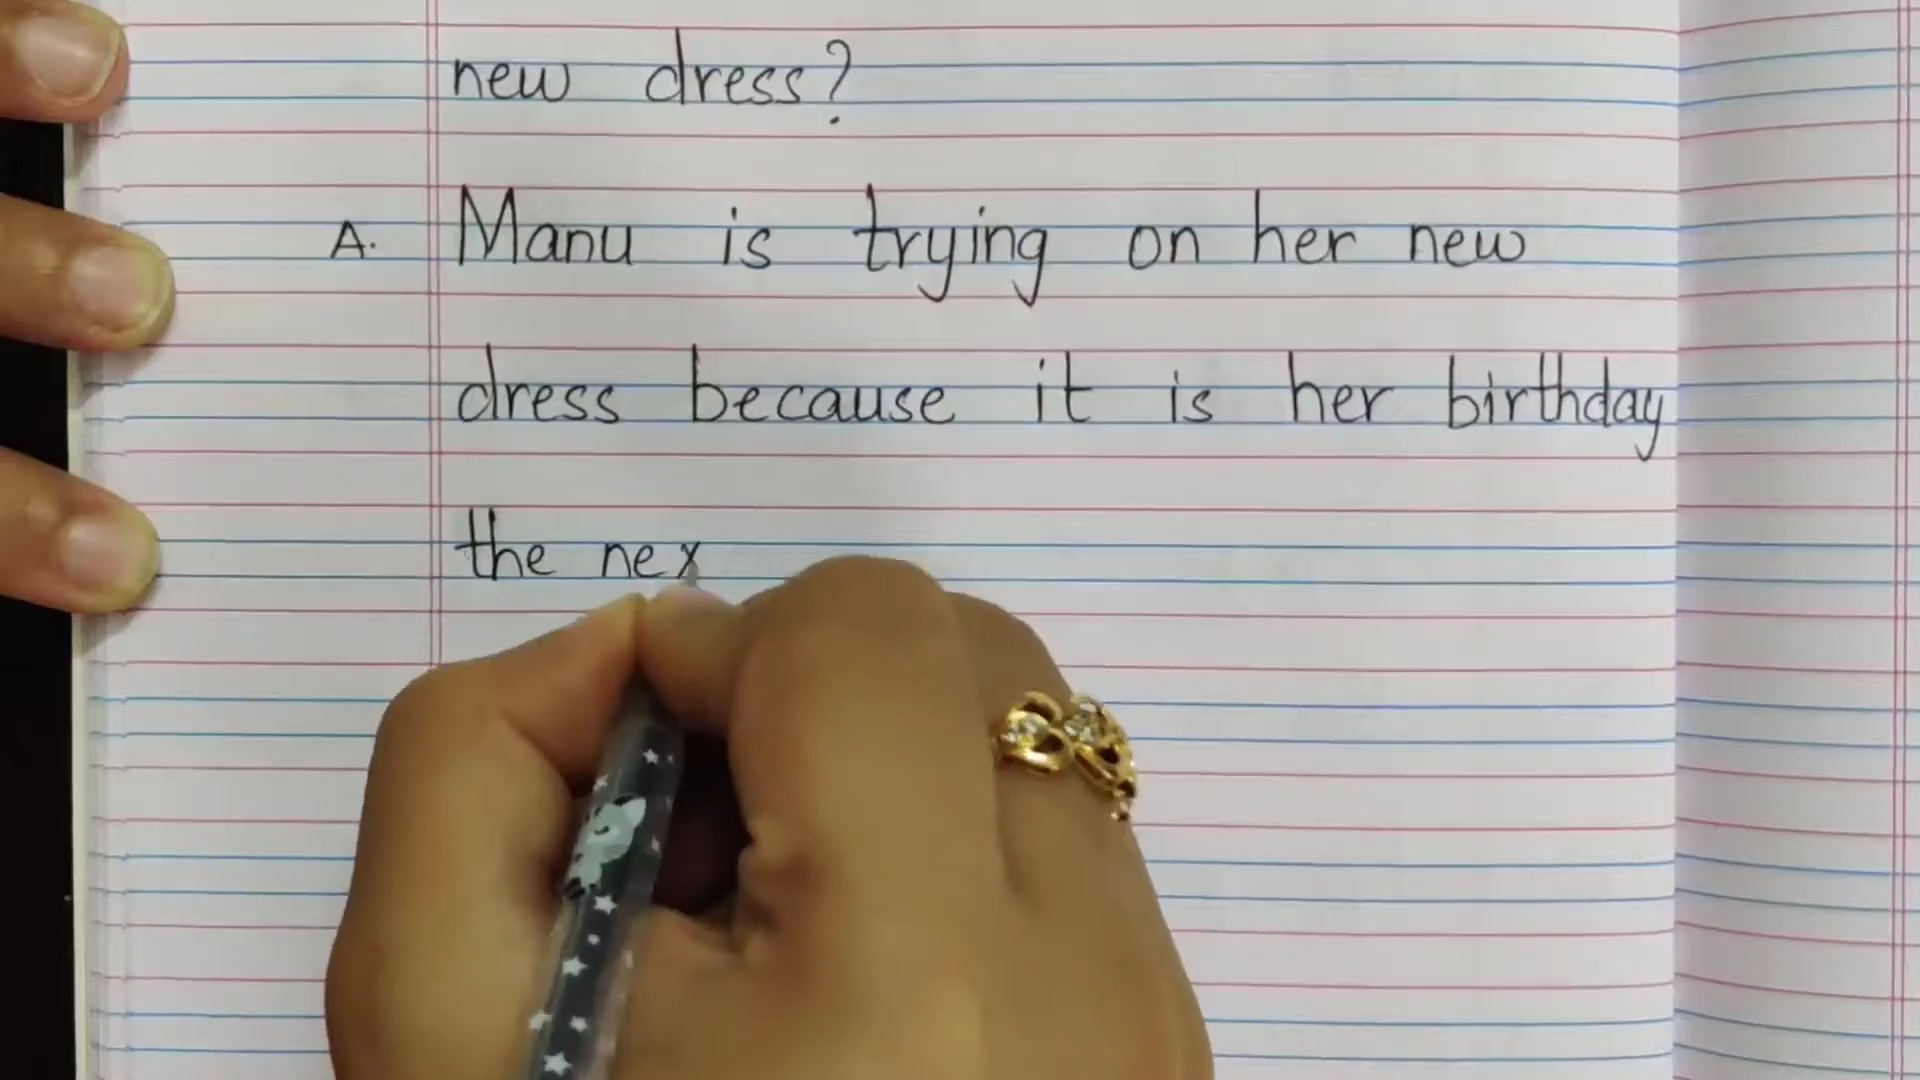 new dress?
A. Manu is trying on her new
dress because it is her birthday
the nex